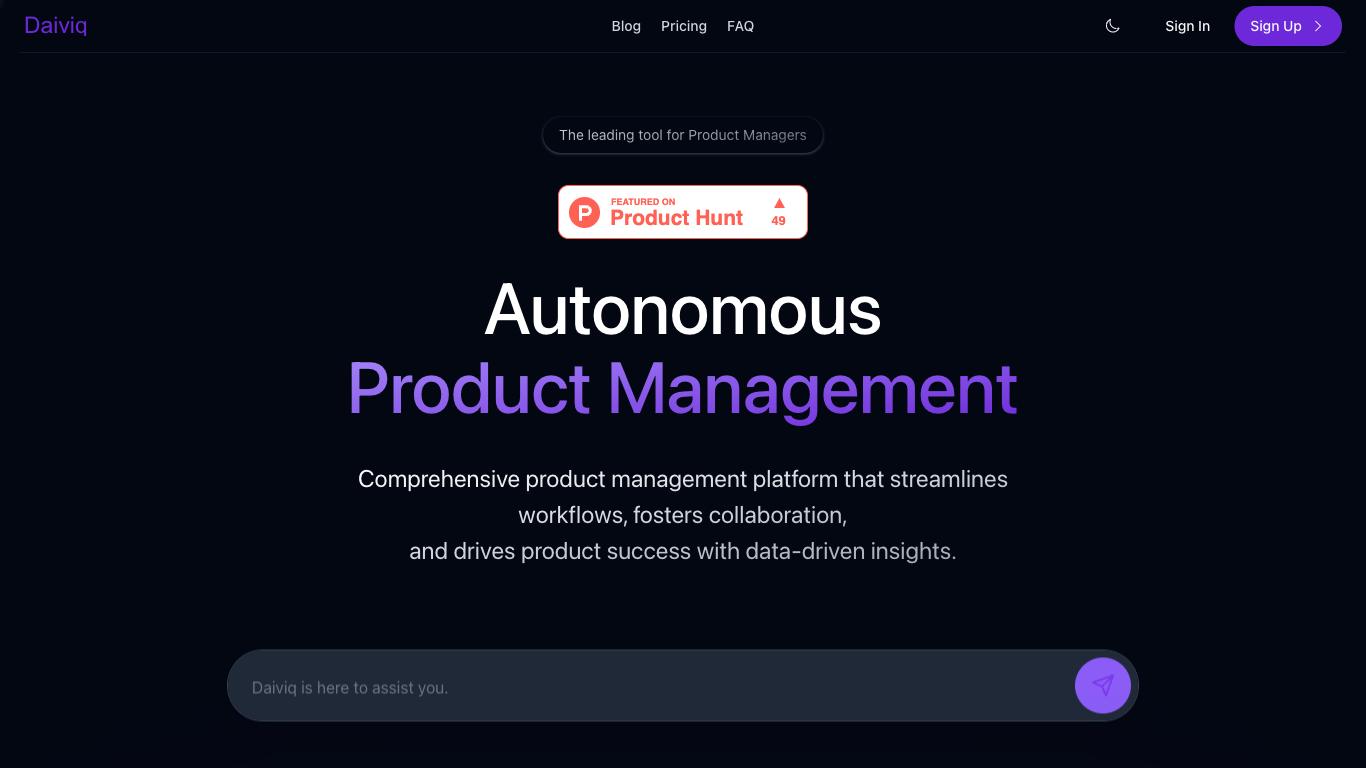 Daiviq
Blog
Pricing
FAQ
Sign In
Sign Up
The leading tool for Product Managers
FEATURED ON
Product Hunt
49
Autonomous
Product Management
Comprehensive product management platform that streamlines
workflows, fosters collaboration,
and drives product success with data-driven insights.
Daiviq is here to assist you.